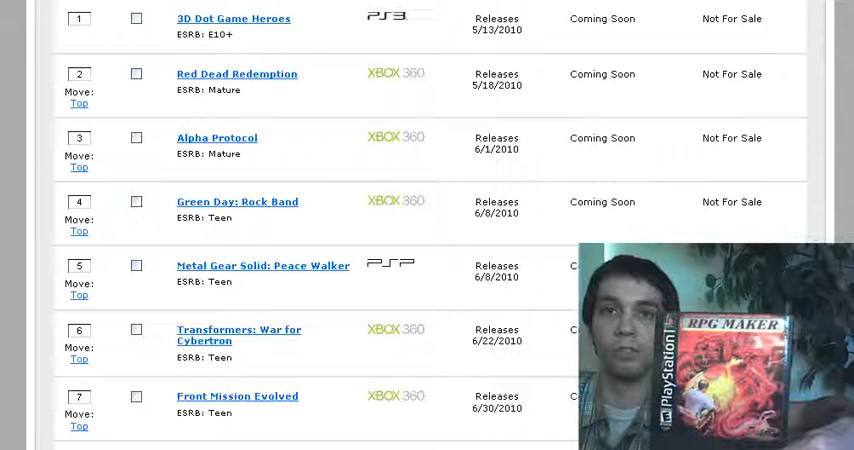 1 3D Dot Game Heroes PS3 Releases Coming Soon Not For Sale
ESRB: E10+ 5/13/2010
2 Red Dead Redemption XBOX 360 Releases Coming Soon Not For Sale
Move: ESRB: Mature 5/18/2010
Top
3 Alpha Protocol XBOX 360 Releases Coming Soon Not For Sale
Move: ESRB: Mature 6/1/2010
Top
4 Green Day: Rock Band XBOX 360 Releases Coming Soon Not For Sale
Move: ESRB: Teen 6/8/2010
Top
5 Metal Gear Solid: Peace Walker PSP Releases C
Move: ESRB: Teen 6/8/2010
Top
6 Transformers: War for XBOX 360 Releases
Move: Cybertron 6/22/2010
Top ESRB: Teen
7 Front Mission Evolved XBOX 360 Releases
Move: ESRB: Teen 6/30/2010
Top
RPG MAKER
PlayStation
E